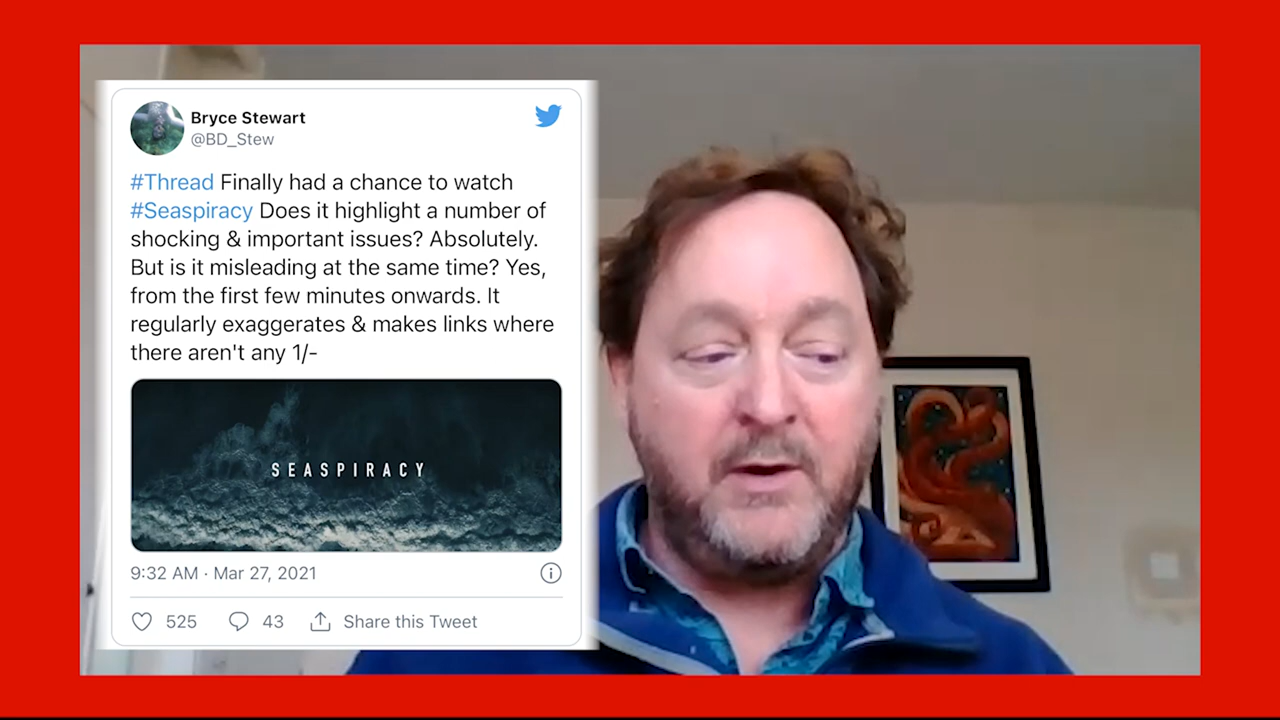 Bryce Stewart
@BD_Stew
#Thread Finally had a chance to watch
#Seaspiracy Does it highlight a number of
shocking & important issues? Absolutely.
But is it misleading at the same time? Yes,
from the first few minutes onwards. It
regularly exaggerates & makes links where
there aren't any 1/-
SEASPIRACY
9:32 AM · Mar 27, 2021
525 43 Share this Tweet